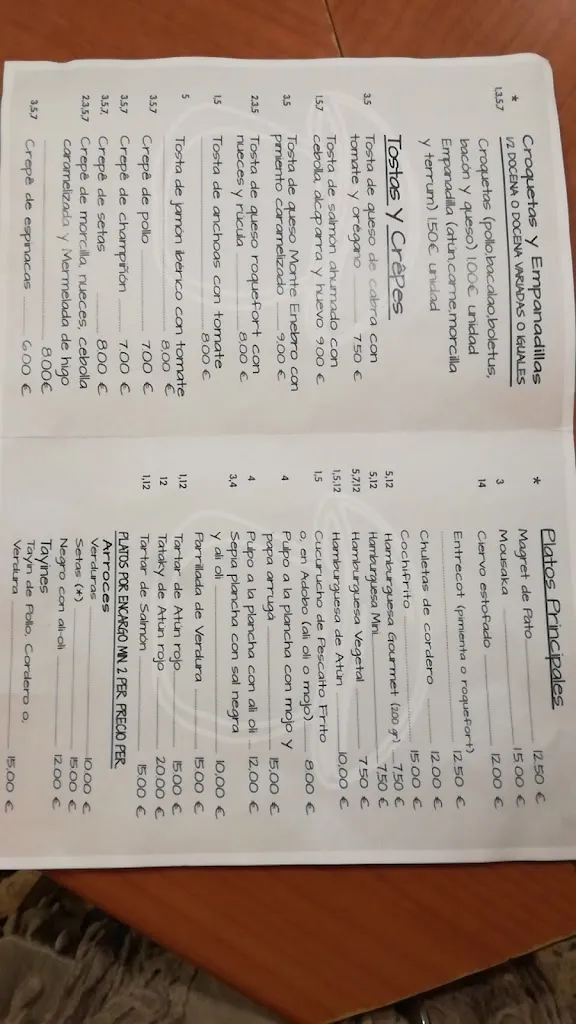 Croquetas y Empanadillas
* 1/2 DOCENA O DOCENA VARIADAS O IGUALES
1,3,5,7 Croquetas (pollo,bacalao,boletus,
bacón y queso) 1.00€ unidad
Empanadilla (atún,carne,morcilla
y terrum) 1.50€ unidad
Tostas y Crêpes
3,5 Tosta de queso de cabra con
tomate y orégano 7.50 €
1,5,7 Tosta de salmón ahumado con
cebolla, alcaparra y huevo 9.00 €
3,5 Tosta de queso Monte Enebro con
pimiento caramelizado 9,00 €
2,3,5 Tosta de queso roquefort con
nueces y rúcula 8,00 €
1,5 Tosta de anchoas con tomate
8.00 €
5 Tosta de jamón ibérico con tomate
8,00 €
3,5,7 Crepê de pollo 7,00 €
3,5,7 Crepê de champiñón 7,00 €
3,5,7, Crepê de setas 8.00 €
2,3,5,7 Crepê de morcilla, nueces, cebolla
caramelizada y Mermelada de higo
8.00€
3,5,7 Crepê de espinacas 6.00 €
Platos Principales
* Magret de Pato 12.50 €
3 Mousaka 15.00 €
14 Ciervo estofado 12.00 €
Entrecot (pimienta o roquefort)
12.50 €
Chuletas de cordero 12.00 €
Cochifrito 15.00 €
5,12 Hamburguesa Gourmet (200 gr) 7,50 €
5,12 Hamburguesa Mini 7,50 €
5,7,12 Hamburguesa Vegetal 7.50 €
1,5,12 Hamburguesa de Atún 10,00 €
1,5 Cucurucho de Pescaito Frito
o, en Adobo (ali oli o mojo) 8.00 €
4 Pulpo a la plancha con mojo y
papa arrugá 15.00 €
4 Pulpo a la plancha con ali oli 12,00 €
3,4 Sepia plancha con sal negra
y ali oli 10,00 €
Parrillada de Verdura 15.00 €
1,12 Tartar de Atún rojo 15.00 €
12 Tataky de Atún rojo 20.00 €
1,12 Tartar de Salmón 15.00 €
PLATOS POR ENCARGO MIN. 2 PER. PRECIO PER.
Arroces
Verduras 10.00 €
Setas (*) 15.00 €
Negro con ali-oli 12.00 €
Tayines
Tayin de Pollo, Cordero o,
Verdura 15,00 €